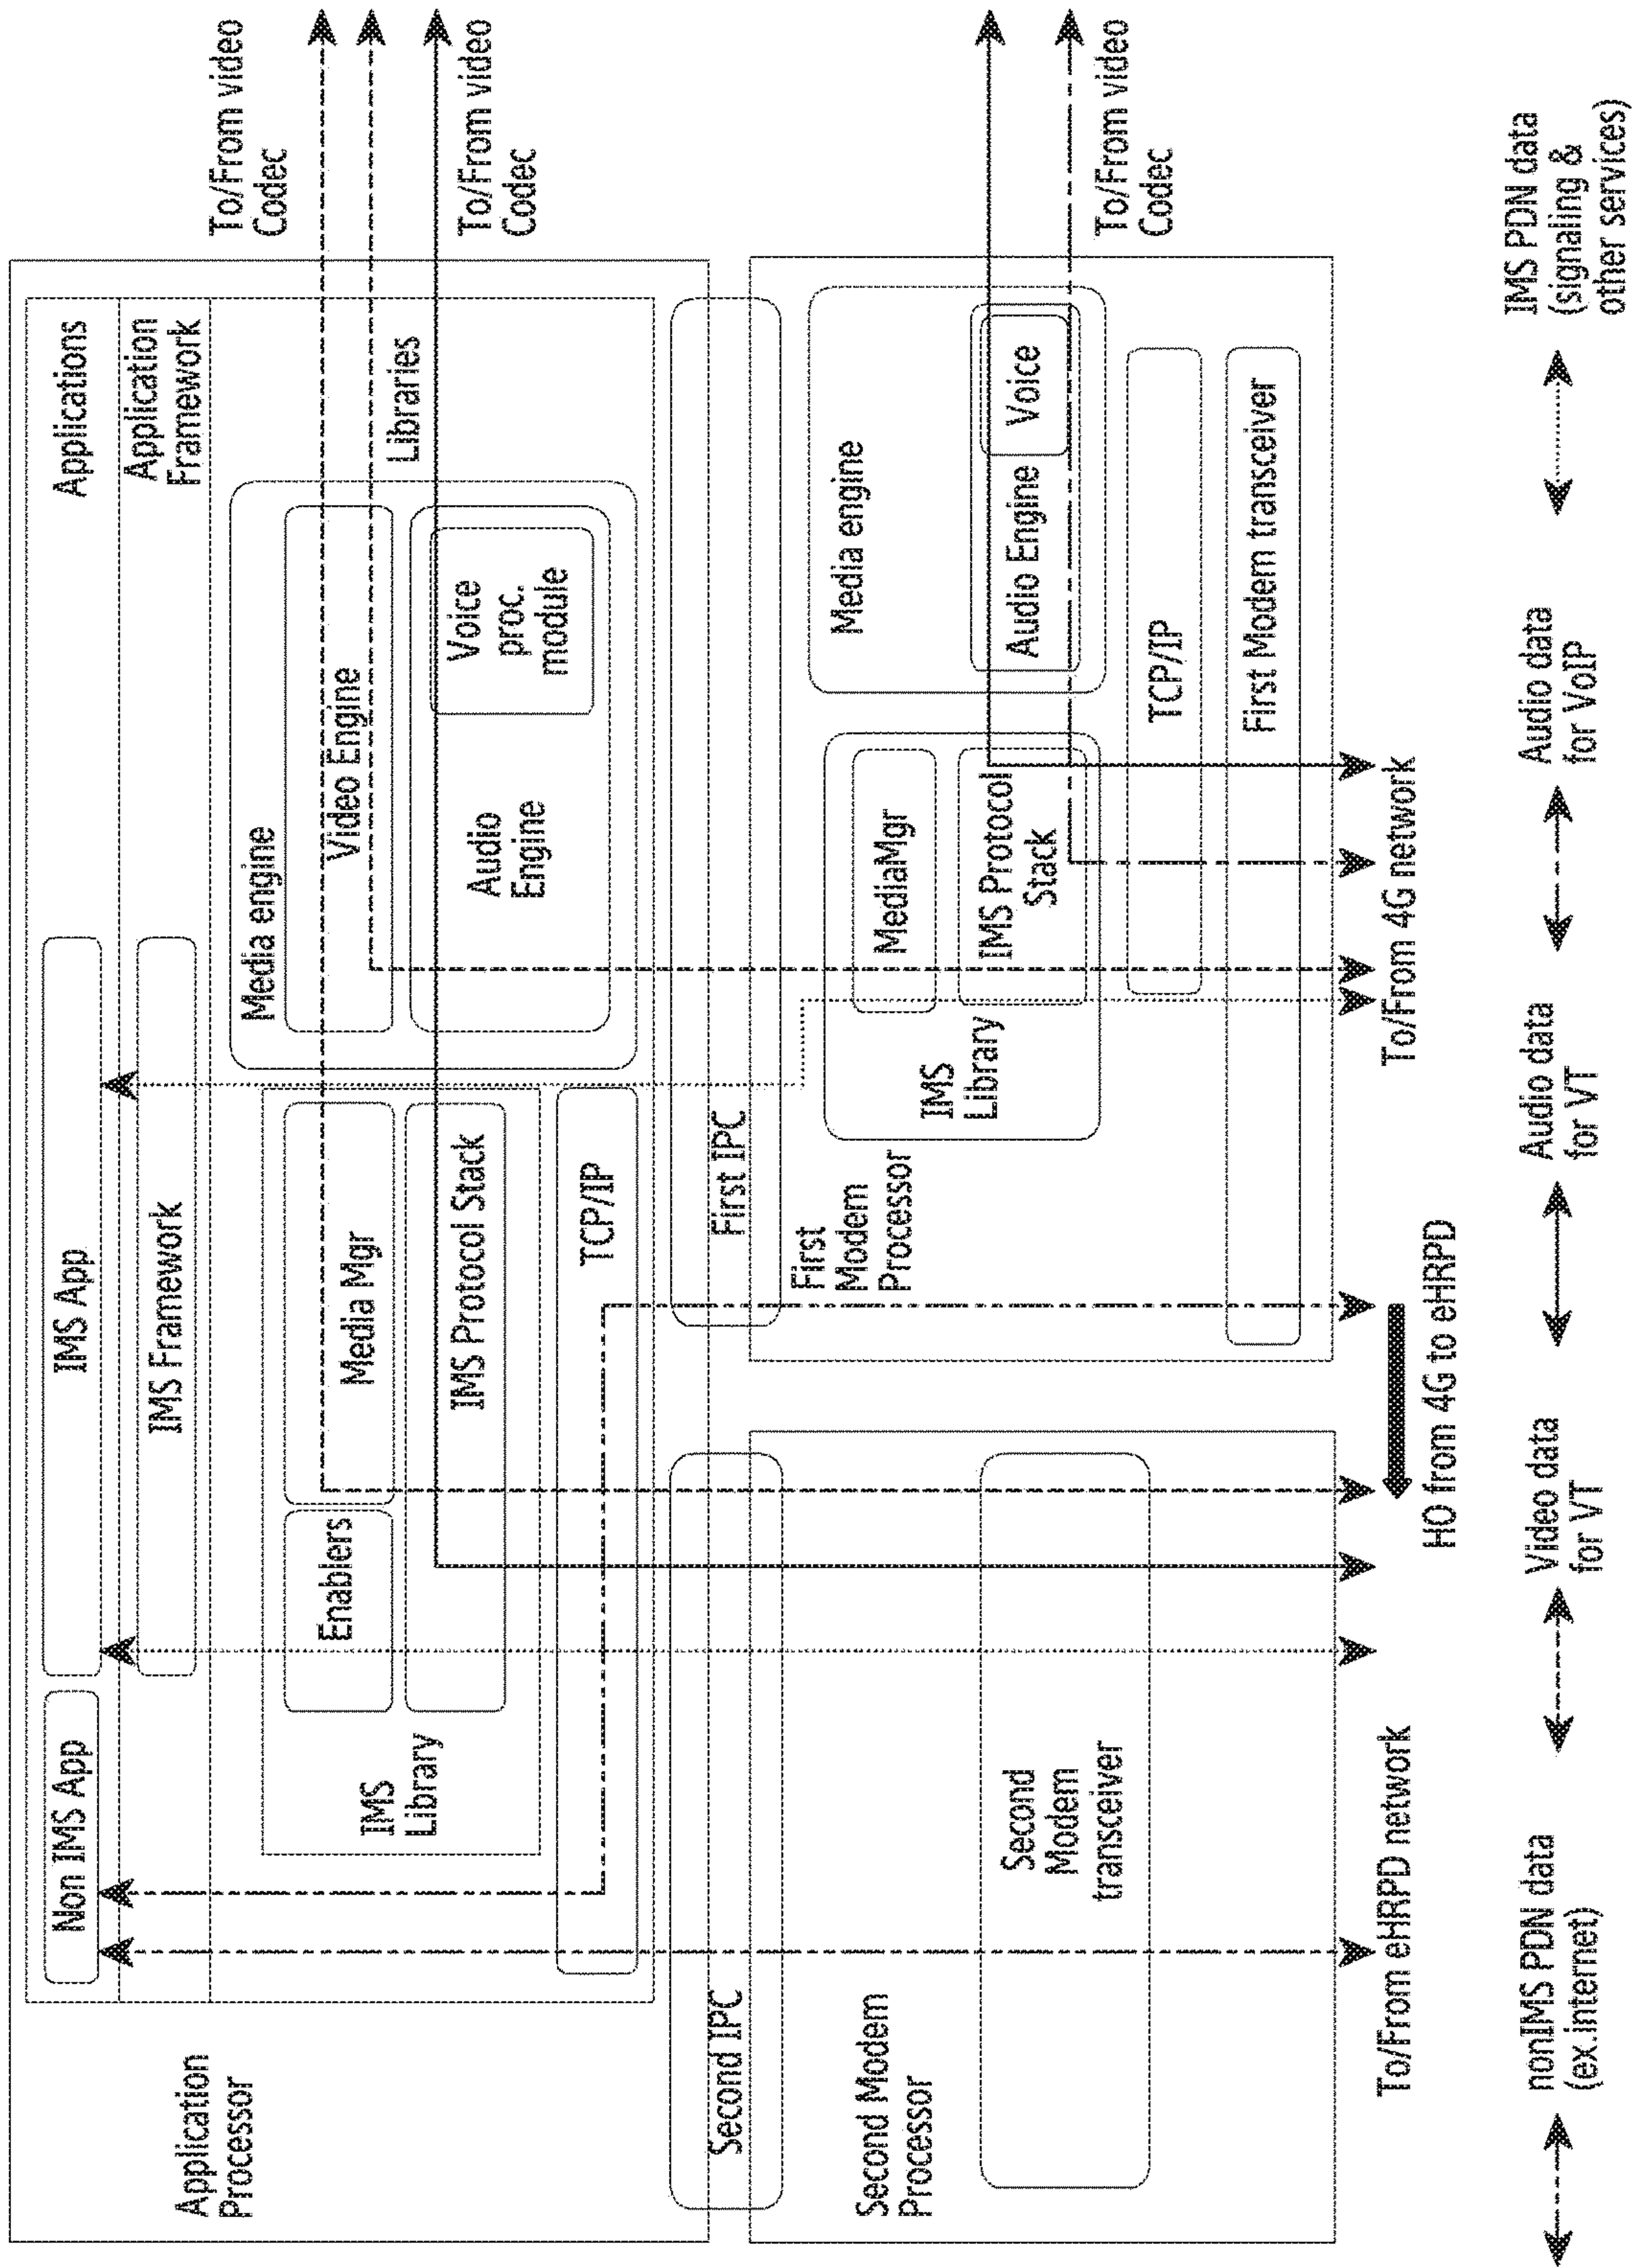 Application
Processor
Non IMS App
IMS App
Applications
IMS Framework
Application
Framework
Libraries
IMS
Library
Enablers
Media Mgr
IMS Protocol Stack
TCP/IP
Media engine
Video Engine
Audio
Engine
Voice
proc.
module
To/From video
Codec
To/From video
Codec
Second IPC
First IPC
Second Modem
Processor
Second
Modem
transceiver
First
Modem
Processor
IMS
Library
MediaMgr
IMS Protocol
Stack
Media engine
Audio Engine
Voice
TCP/IP
First Modem transceiver
To/From video
Codec
To/From eHRPD network
HO from 4G to eHRPD
To/From 4G network
nonIMS PDN data
(ex.internet)
Video data
for VT
Audio data
for VT
Audio data
for VoIP
IMS PDN data
(signaling &
other services)